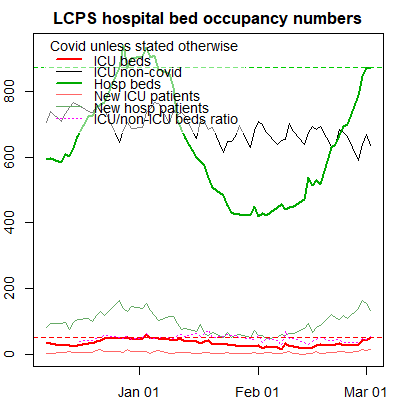 LCPS hospital bed occupancy numbers
Covid unless stated otherwise
ICU beds
ICU non-covid
Hosp beds
New ICU patients
New hosp patients
ICU/non-ICU beds ratio
0
200
400
600
800
Jan 01
Feb 01
Mar 01